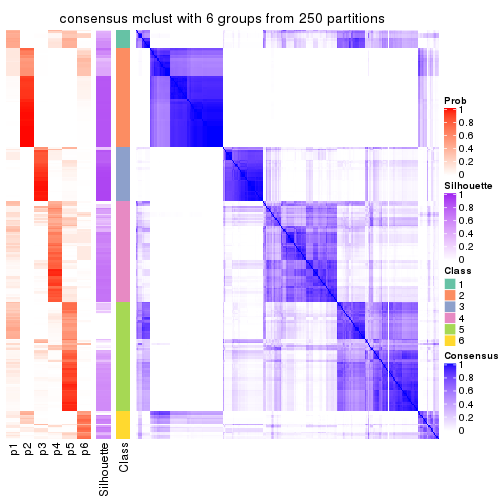 consensus mclust with 6 groups from 250 partitions
Prob
1
0.8
0.6
0.4
0.2
0
Silhouette
1
0.8
0.6
0.4
0.2
0
Class
1
2
3
4
5
6
Consensus
1
0.8
0.6
0.4
0.2
0
p1
p2
p3
p4
p5
p6
Silhouette
Class